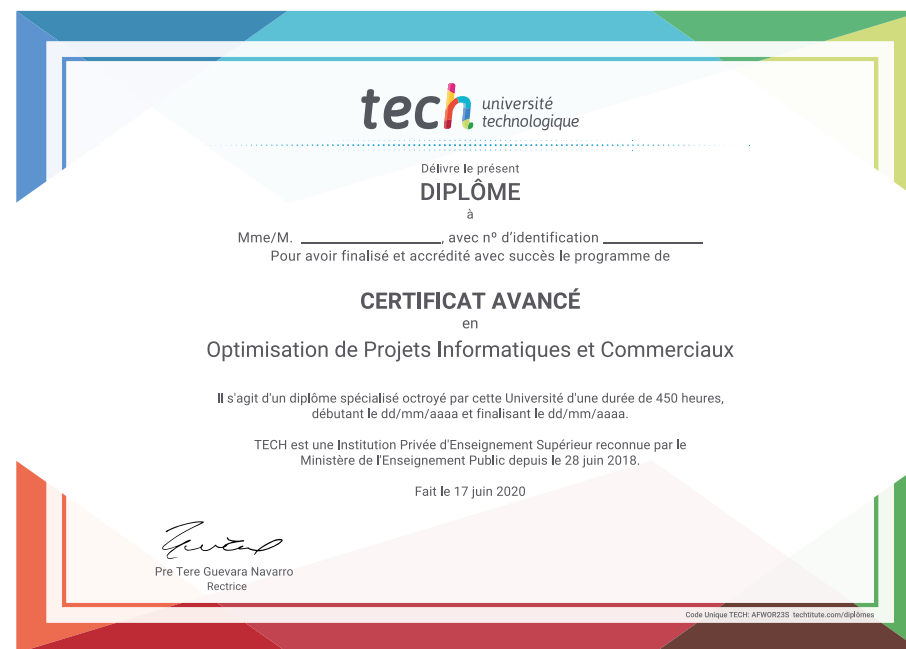 tech université
technologique
Délivre le présent
DIPLÔME
à
Mme/M. ____________________, avec nº d'identification ______________
Pour avoir finalisé et accrédité avec succès le programme de
CERTIFICAT AVANCÉ
en
Optimisation de Projets Informatiques et Commerciaux
Il s'agit d'un diplôme spécialisé octroyé par cette Université d'une durée de 450 heures,
débutant le dd/mm/aaaa et finalisant le dd/mm/aaaa.
TECH est une Institution Privée d'Enseignement Supérieur reconnue par le
Ministère de l'Enseignement Public depuis le 28 juin 2018.
Fait le 17 juin 2020
Pre Tere Guevara Navarro
Rectrice
Code Unique TECH: AFWOR23S techtitute.com/diplômes